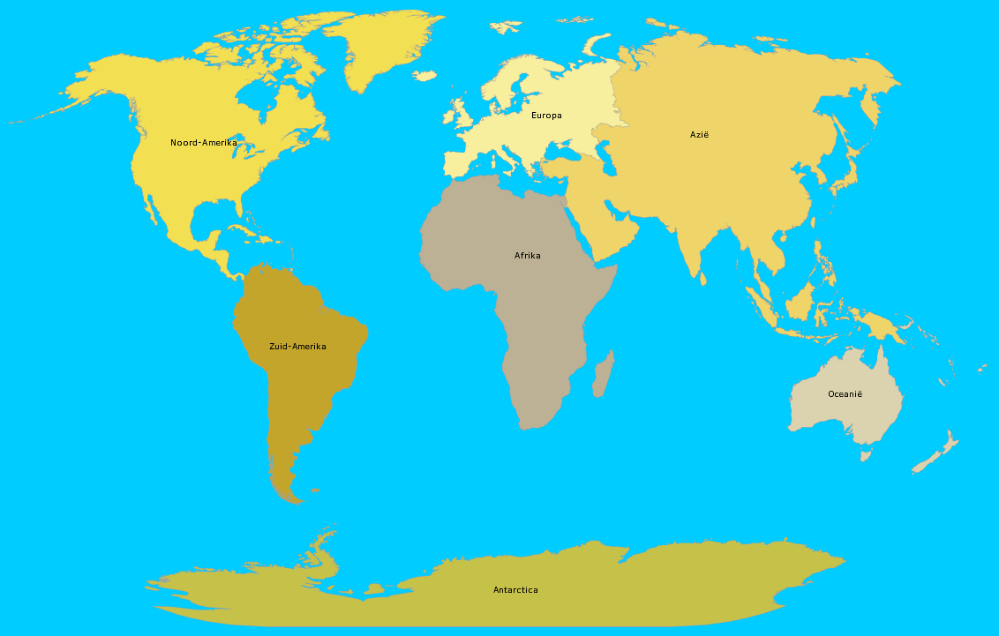 Europa
Azië
Noord-Amerika
Afrika
Zuid-Amerika
Oceanië
Antarctica